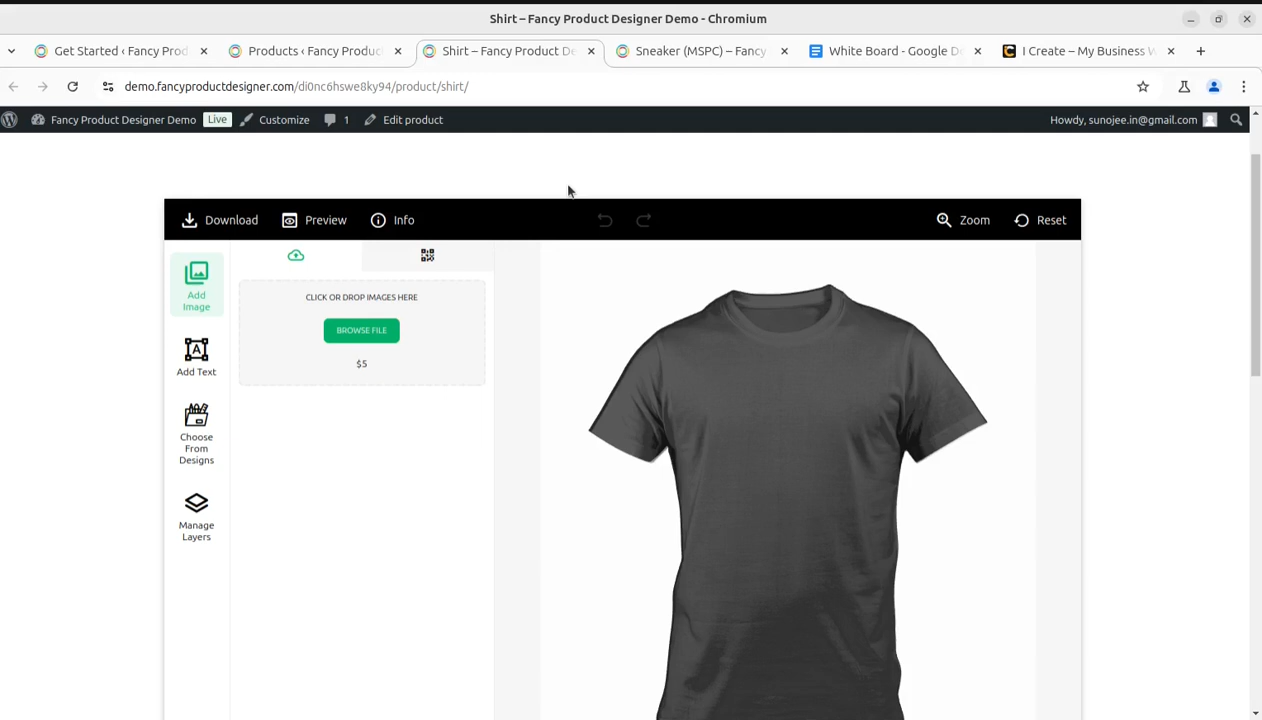 Shirt – Fancy Product Designer Demo - Chromium
Get Started ‹ Fancy Prod
Products ‹ Fancy Produc
Shirt – Fancy Product De
Sneaker (MSPC) – Fancy
White Board - Google D
I Create – My Business W
demo.fancyproductdesigner.com/di0nc6hswe8ky94/product/shirt/
Fancy Product Designer Demo Live Customize 1 Edit product Howdy, sunojee.in@gmail.com
Download Preview Info Zoom Reset
Add
Image
CLICK OR DROP IMAGES HERE
BROWSE FILE
$5
Add Text
Choose
From
Designs
Manage
Layers